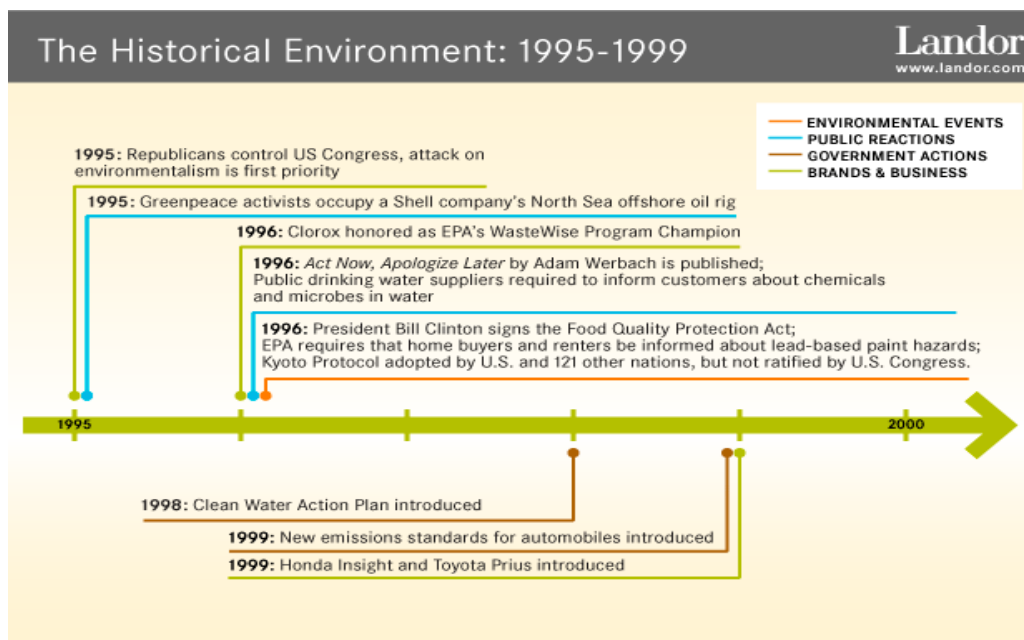 The Historical Environment: 1995-1999
Landor
www.landor.com
ENVIRONMENTAL EVENTS
PUBLIC REACTIONS
GOVERNMENT ACTIONS
BRANDS & BUSINESS
1995: Republicans control US Congress, attack on
environmentalism is first priority
1995: Greenpeace activists occupy a Shell company's North Sea offshore oil rig
1996: Clorox honored as EPA's WasteWise Program Champion
1996: Act Now, Apologize Later by Adam Werbach is published;
Public drinking water suppliers required to inform customers about chemicals
and microbes in water
1996: President Bill Clinton signs the Food Quality Protection Act;
EPA requires that home buyers and renters be informed about lead-based paint hazards;
Kyoto Protocol adopted by U.S. and 121 other nations, but not ratified by U.S. Congress.
1995
2000
1998: Clean Water Action Plan introduced
1999: New emissions standards for automobiles introduced
1999: Honda Insight and Toyota Prius introduced